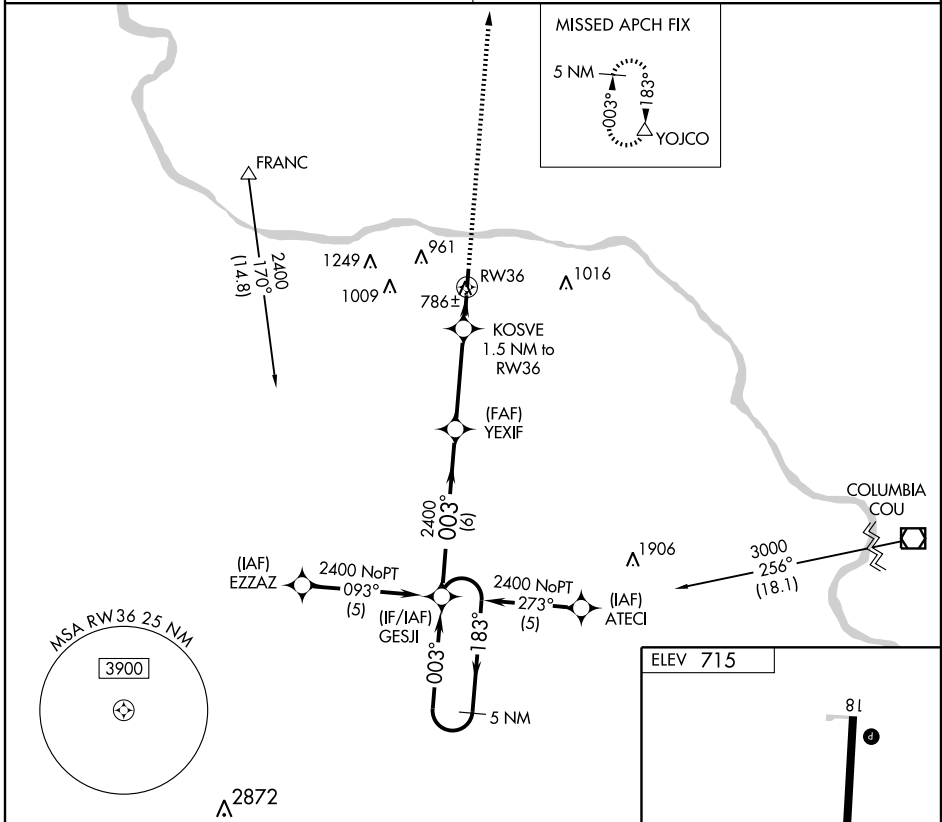 MISSED APCH FIX
5 NM
003°
183°
YOJCO
FRANC
2400
170°
(14.8)
1249
961
1009
786±
RW36
1016
KOSVE
1.5 NM to
RW36
(FAF)
YEXIF
2400
003°
(6)
COLUMBIA
COU
3000
256°
(18.1)
1906
(IAF)
EZZAZ
2400 NoPT
093°
(5)
(IF/IAF)
GESJI
2400 NoPT
273°
(5)
(IAF)
ATECI
003°
183°
5 NM
MSA RW36 25 NM
3900
2872
ELEV 715
18
P